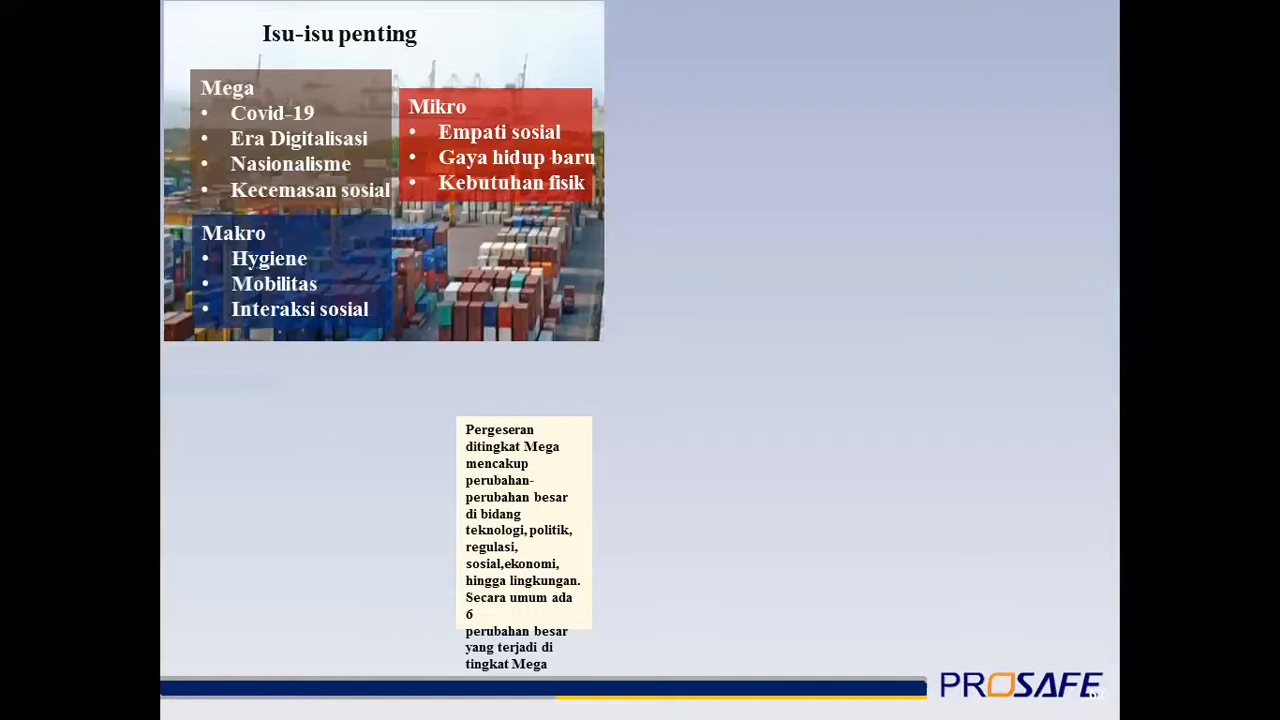 Isu-isu penting
Mega
• Covid-19
• Era Digitalisasi
• Nasionalisme
• Kecemasan sosial
Mikro
• Empati sosial
• Gaya hidup baru
• Kebutuhan fisik
Makro
• Hygiene
• Mobilitas
• Interaksi sosial
Pergeseran
ditingkat Mega
mencakup
perubahan-
perubahan besar
di bidang
teknologi, politik,
regulasi,
sosial,ekonomi,
hingga lingkungan.
Secara umum ada
6
perubahan besar
yang terjadi di
tingkat Mega
PROSAFE